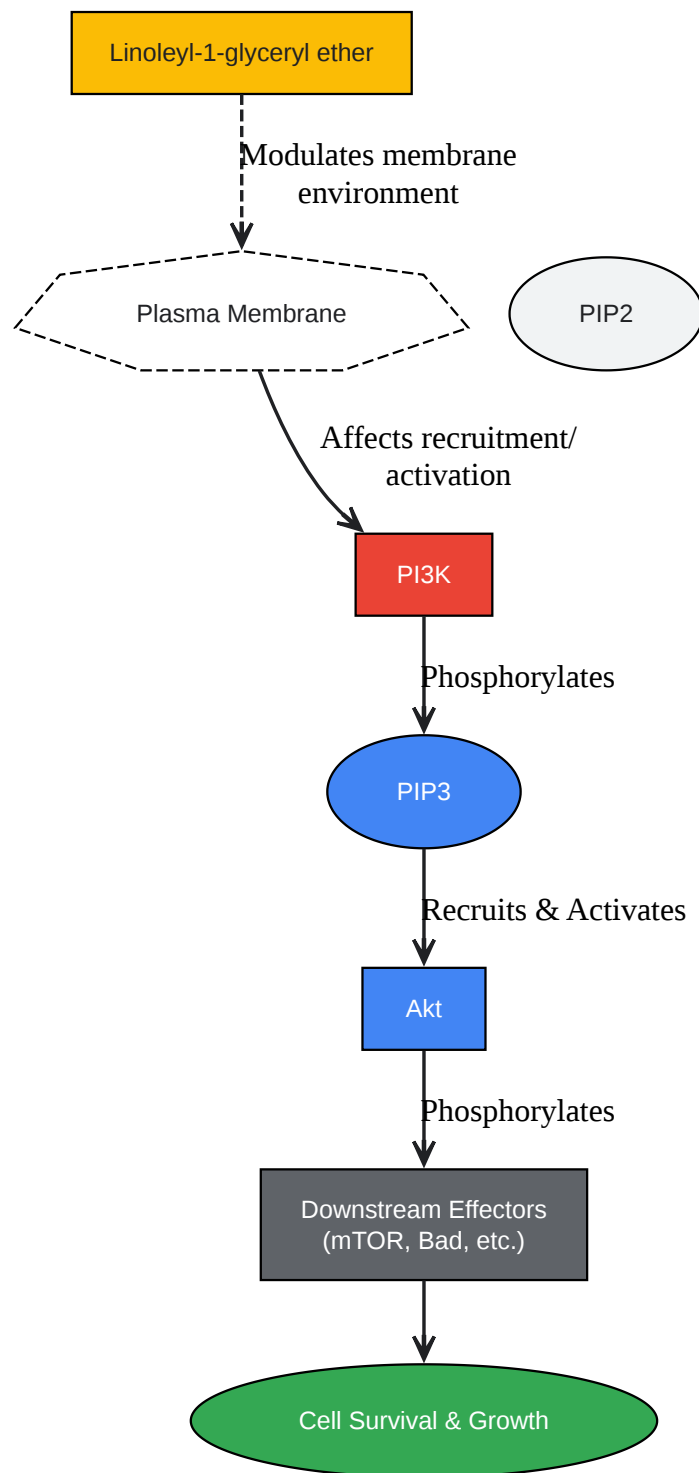 Linoleyl-1-glyceryl ether
Modulates membrane
environment
Plasma Membrane
PIP2
Affects recruitment/
activation
PI3K
Phosphorylates
PIP3
Recruits & Activates
Akt
Phosphorylates
Downstream Effectors
(mTOR, Bad, etc.)
Cell Survival & Growth